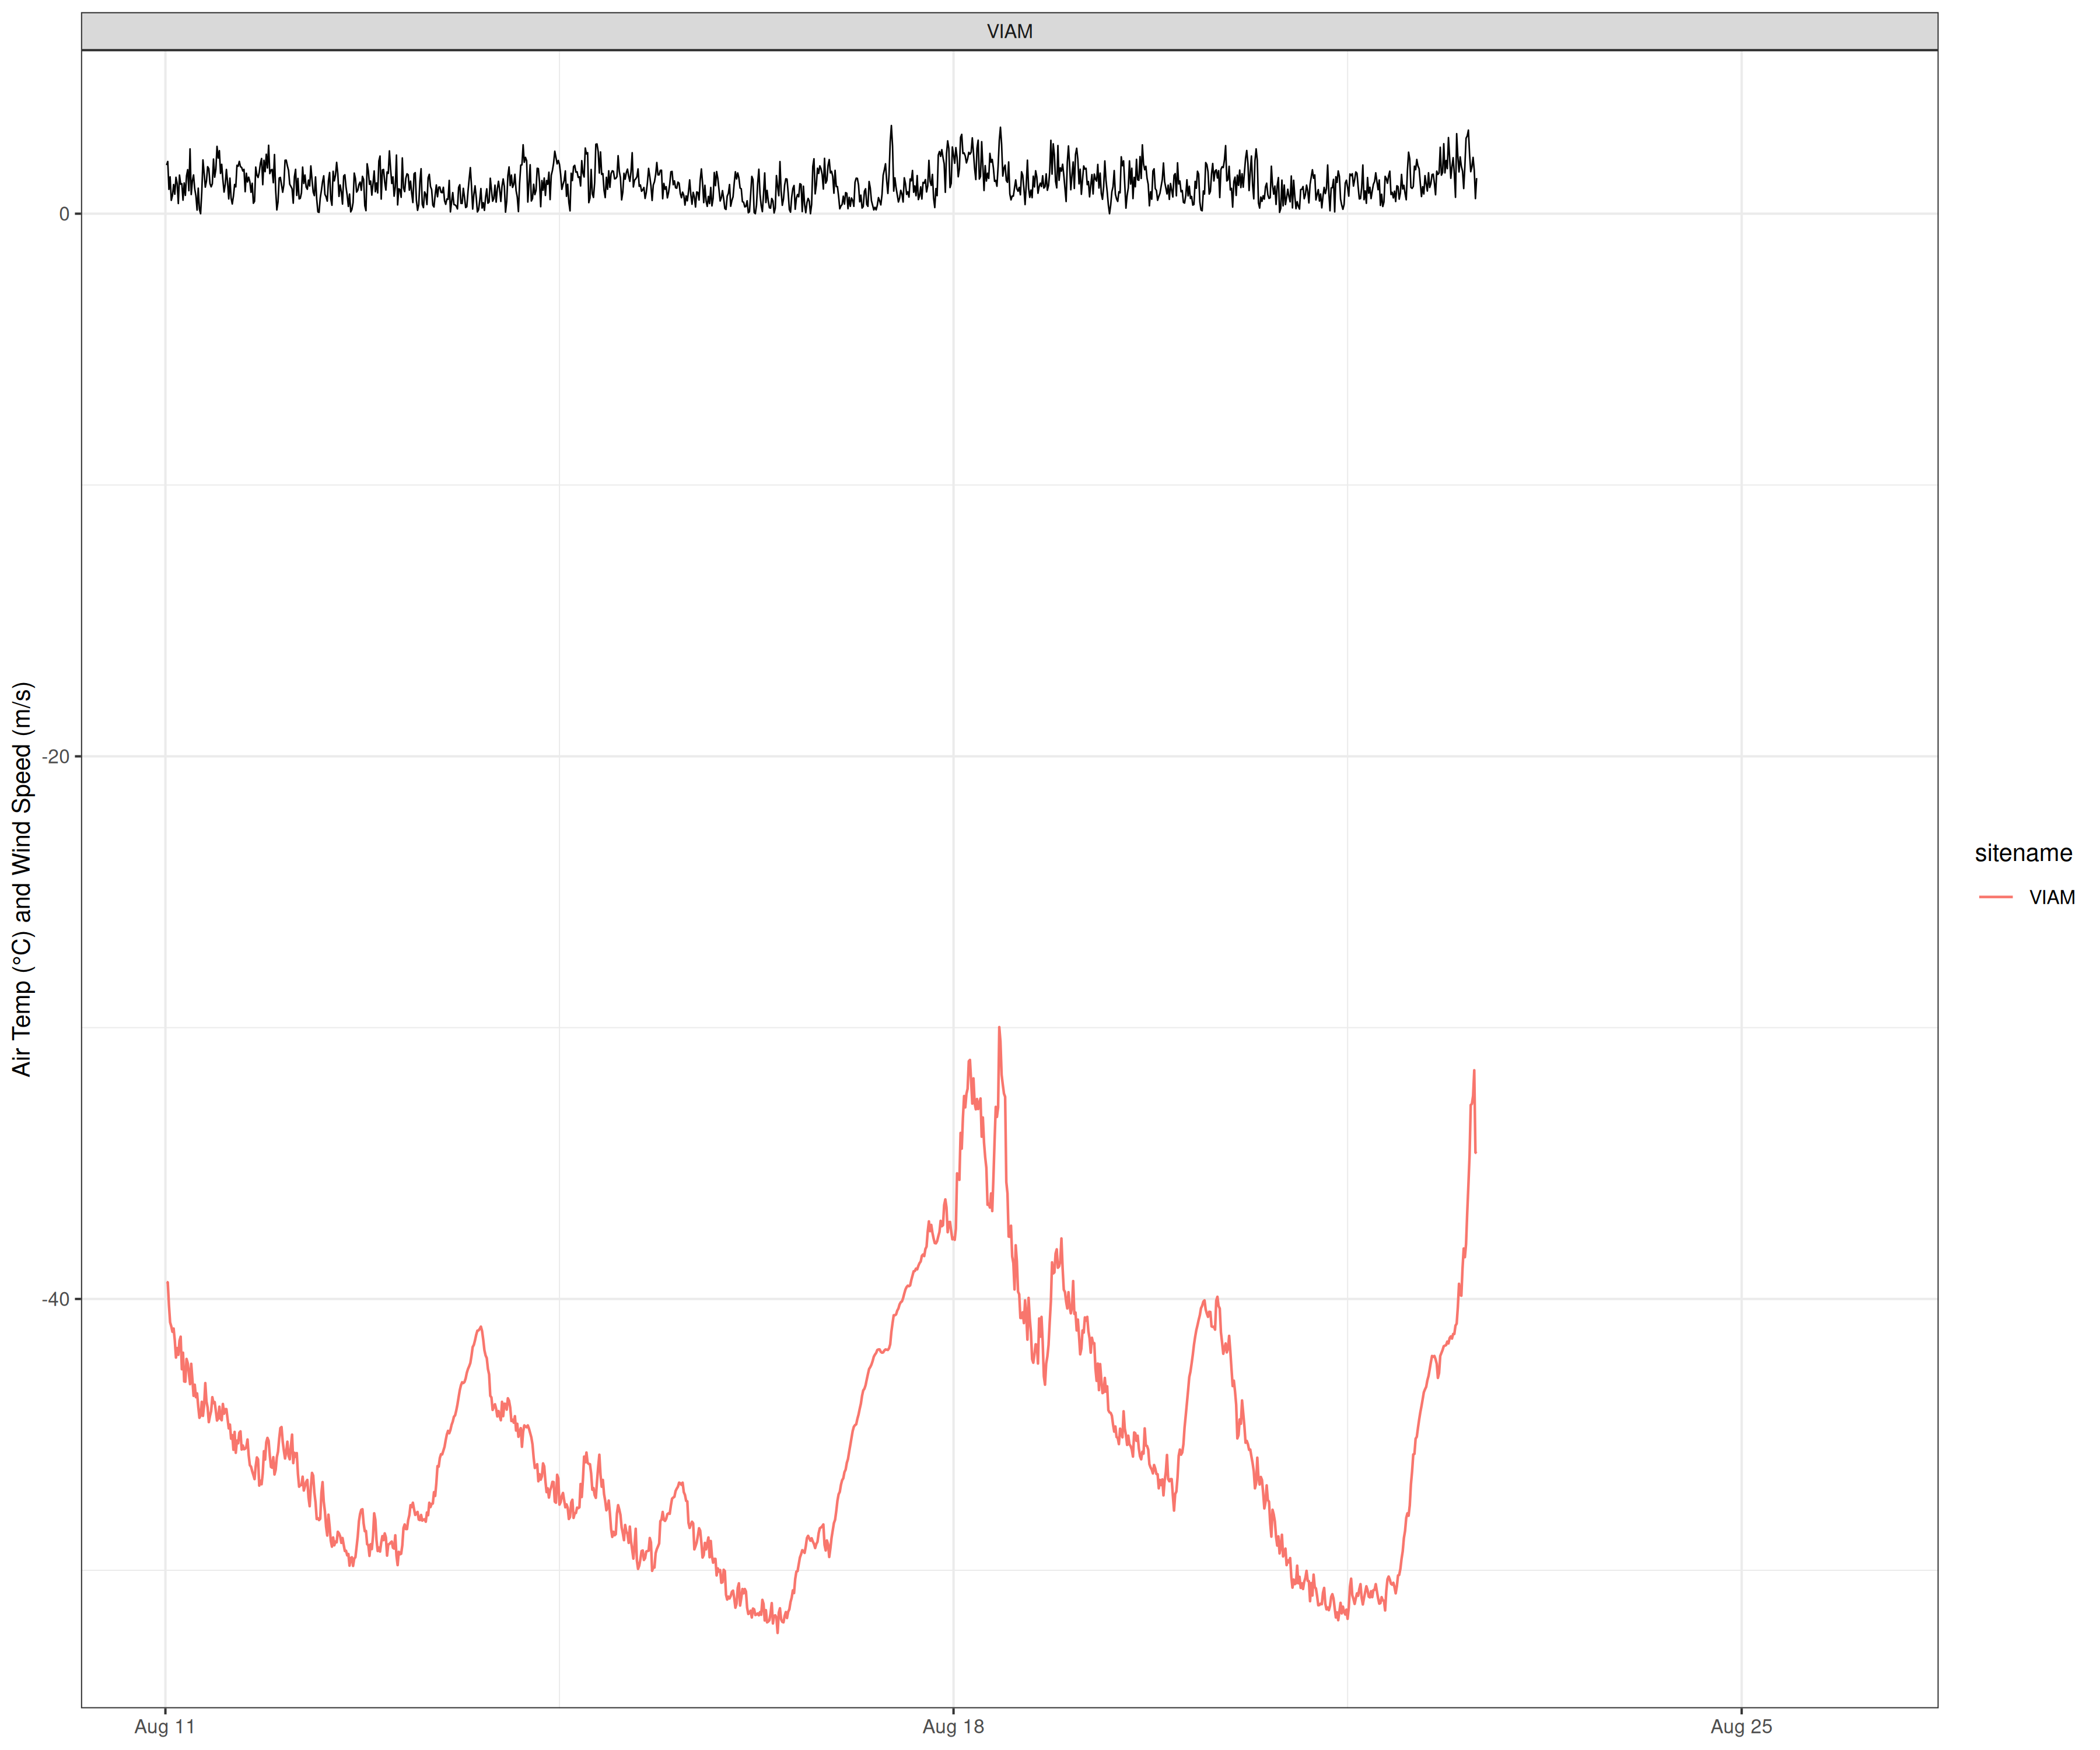 VIAM
0
-20
-40
Air Temp (°C) and Wind Speed (m/s)
Aug 11
Aug 18
Aug 25
sitename
VIAM